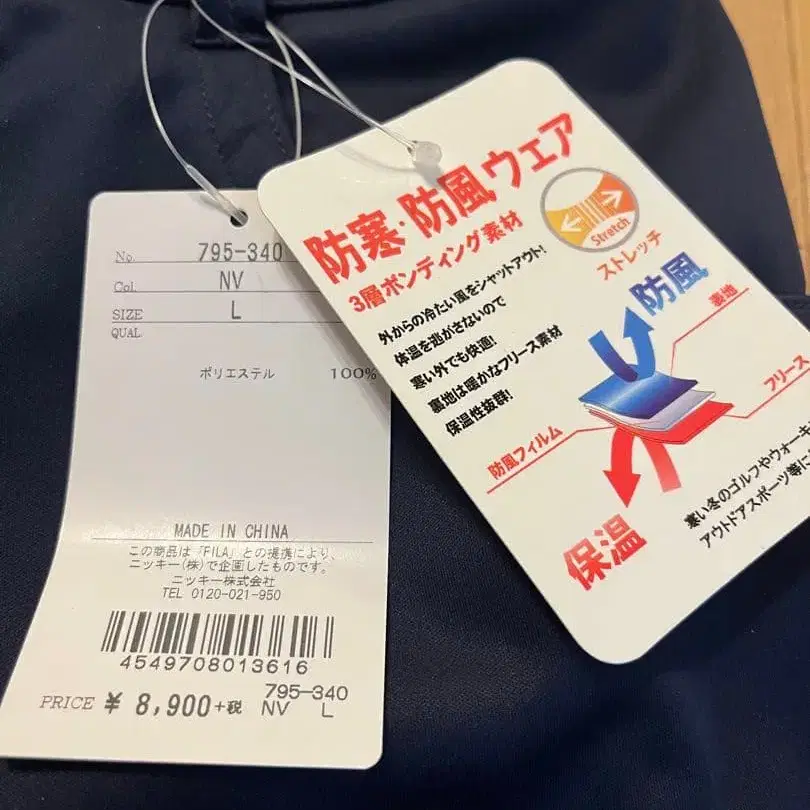 No. 795-340
Col. NV
SIZE L
QUAL
ポリエステル 100%
MADE IN CHINA
この商品は「FILA」との提携により、
ニッキー(株)で企画したものです。
ニッキー株式会社
TEL 0120-021-950
4549708013616
795-340
PRICE ¥ 8,900+税 NV L
防寒・防風ウェア
3層ボンディング素材
Stretch
ストレッチ
外からの冷たい風をシャットアウト!
体温を逃がさないので
寒い外でも快適!
裏地は暖かなフリース素材
保温性抜群!
防風
表地
フリース
防風フィルム
保温
寒い冬のゴルフやウォーキ
アウトドアスポーツ等に